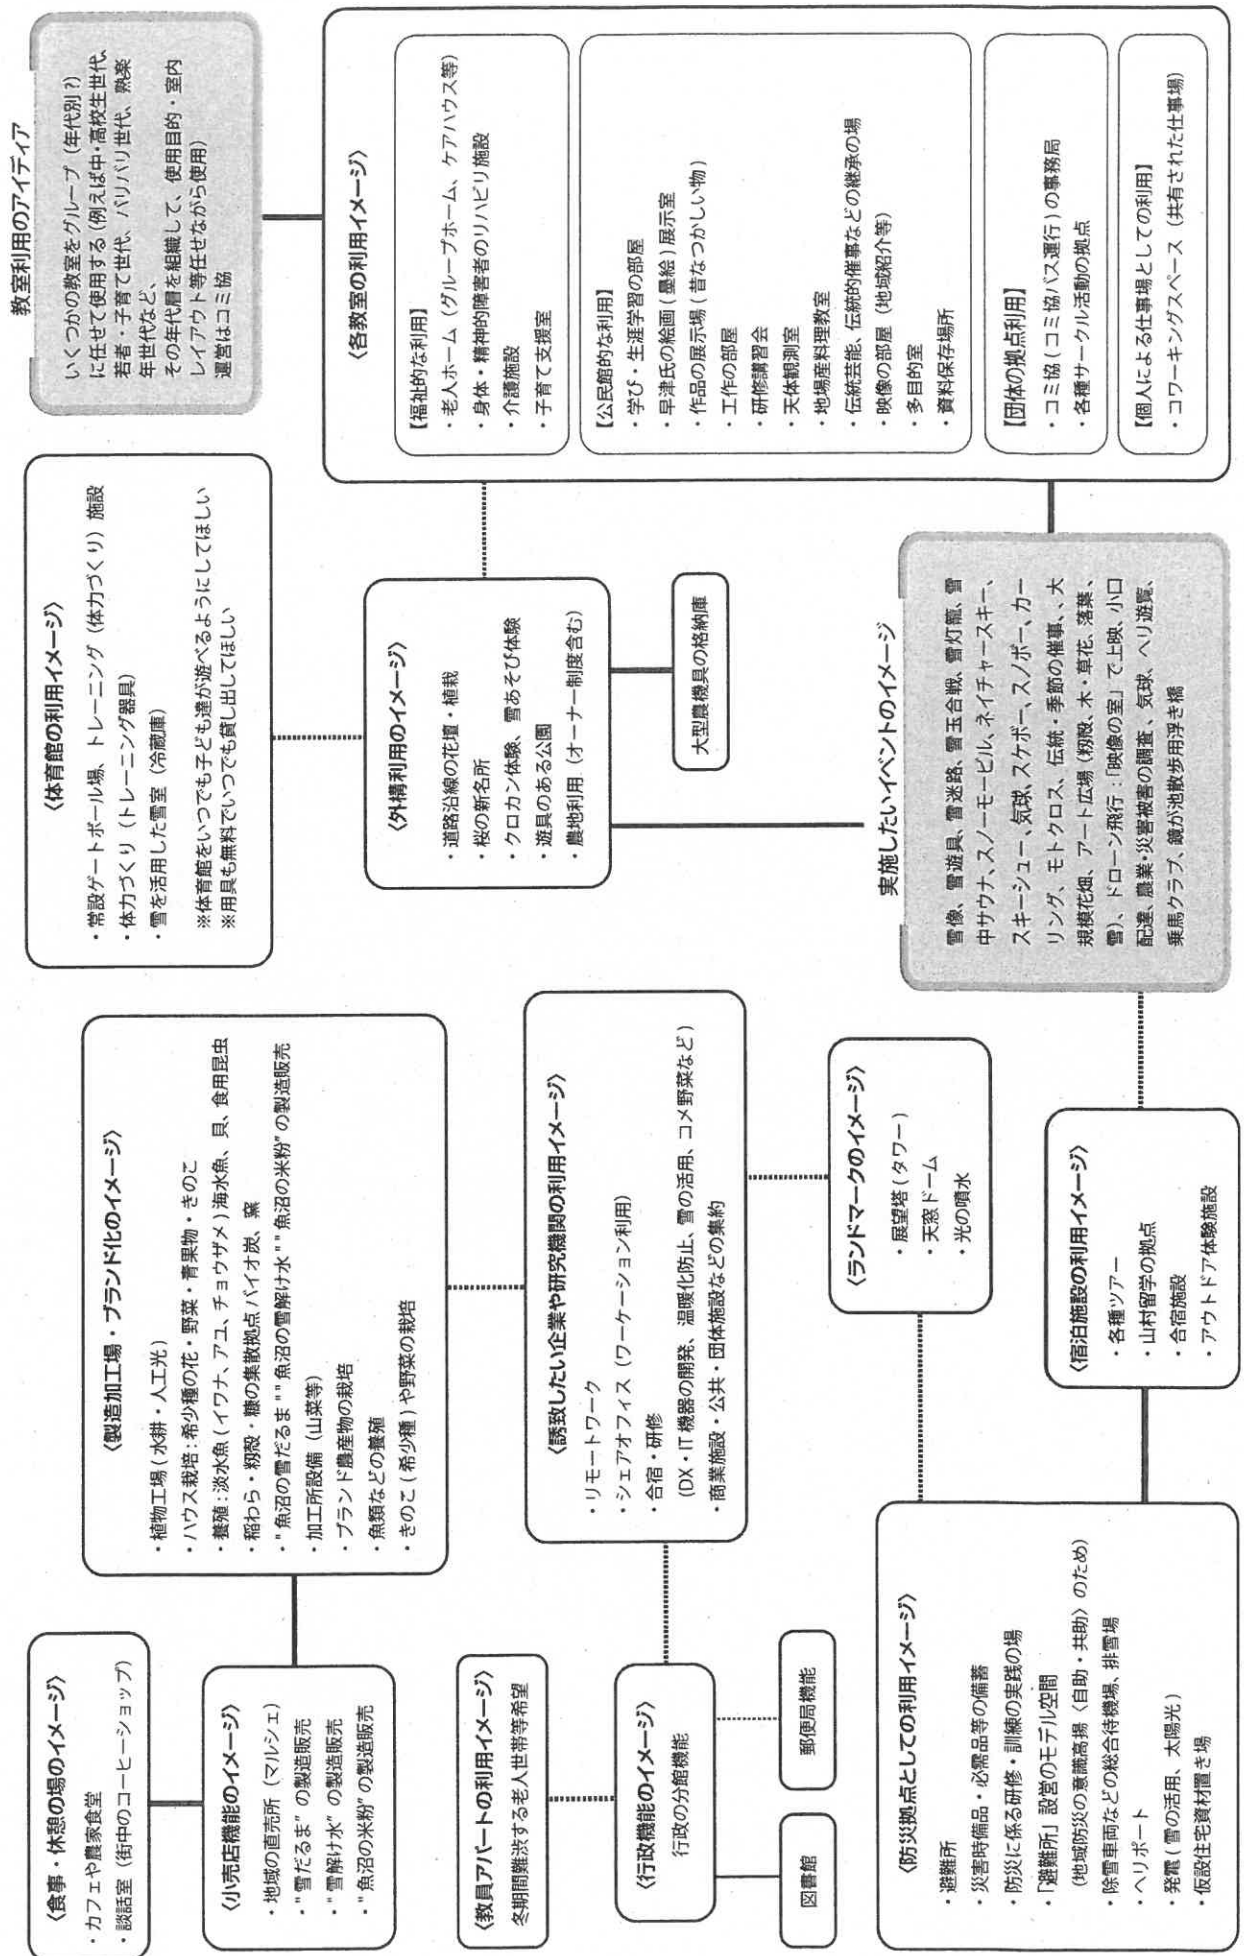 〈食事・休憩の場のイメージ〉
・カフェや農家食堂
・談話室（街中のコーヒーショップ）
〈小売店機能のイメージ〉
・地域の直売所（マルシェ）
・"雪だるま"の製造販売
・"雪解け水"の製造販売
・"魚沼の米粉"の製造販売
〈教員アパートの利用イメージ〉
冬期間難渋する老人世帯等希望
〈行政機能のイメージ〉
行政の分館機能
図書館
郵便局機能
〈防災拠点としての利用イメージ〉
・避難所
・災害時備品・必需品等の備蓄
・防災に係る研修・訓練の実践の場
・「避難所」設営のモデル空間
(地域防災の意識高揚〈自助・共助〉のため)
・除雪車両などの総合待機場、排雪場
・ヘリポート
・発電(雪の活用、太陽光)
・仮設住宅資材置き場
〈製造加工場・ブランド化のイメージ〉
・植物工場(水耕・人工光)
・ハウス栽培：希少種の花・野菜・青果物・きのこ
・養殖：淡水魚(イワナ、アユ、チョウザメ)海水魚、貝、食用昆虫
・稲わら・籾殻・糠の集散拠点バイオ炭、窯
・"魚沼の雪だるま""魚沼の雪解け水""魚沼の米粉"の製造販売
・加工所設備（山菜等）
・ブランド農産物の栽培
・魚類などの養殖
・きのこ(希少種)や野菜の栽培
〈誘致したい企業や研究機関の利用イメージ〉
・リモートワーク
・シェアオフィス（ワーケーション利用）
・合宿・研修
(DX・IT機器の開発、温暖化防止、雪の活用、コメ野菜など)
・商業施設・公共・団体施設などの集約
〈ランドマークのイメージ〉
・展望塔(タワー)
・天窓ドーム
・光の噴水
〈宿泊施設の利用イメージ〉
・各種ツアー
・山村留学の拠点
・合宿施設
・アウトドア体験施設
〈体育館の利用イメージ〉
・常設ゲートボール場、トレーニング（体力づくり）施設
・体力づくり（トレーニング器具）
・雪を活用した雪室（冷蔵庫）
※体育館をいつでも子ども達が遊べるようにしてほしい
※用具も無料でいつでも貸し出してほしい
〈外構利用のイメージ〉
・道路沿線の花壇・植栽
・桜の新名所
・クロカン体験、雪あそび体験
・遊具のある公園
・農地利用（オーナー制度含む）
大型農機具の格納庫
実施したいイベントのイメージ
雪像、雪遊具、雪迷路、雪玉合戦、雪灯籠、雪
中サウナ、スノーモービル、ネイチャースキー、
スキーシュー、気球、スケボー、スノボー、カー
リング、モトクロス、伝統・季節の催事、、大
規模花畑、アート広場(籾殻、木・草花、落葉、
雪)、ドローン飛行：「映像の室」で上映、小口
配達、農業・災害被害の調査、気球、ヘリ遊覧、
乗馬クラブ、鏡が池散歩用浮き橋
教室利用のアイディア
いくつかの教室をグループ（年代別？）
に任せて使用する(例えば中・高校生世代、
若者・子育て世代、バリバリ世代、熟楽
年世代など、
その年代層を組織して、使用目的・室内
レイアウト等任せながら使用)
運営はコミ協
〈各教室の利用イメージ〉
【福祉的な利用】
・老人ホーム（グループホーム、ケアハウス等）
・身体・精神的障害者のリハビリ施設
・介護施設
・子育て支援室
【公民館的な利用】
・学び・生涯学習の部屋
・早津氏の絵画(墨絵)展示室
・作品の展示場(昔なつかしい物)
・工作の部屋
・研修講習会
・天体観測室
・地場産料理教室
・伝統芸能、伝統的催事などの継承の場
・映像の部屋（地域紹介等）
・多目的室
・資料保存場所
【団体の拠点利用】
・コミ協(コミ協バス運行)の事務局
・各種サークル活動の拠点
【個人による仕事場としての利用】
・コワーキングスペース（共有された仕事場）